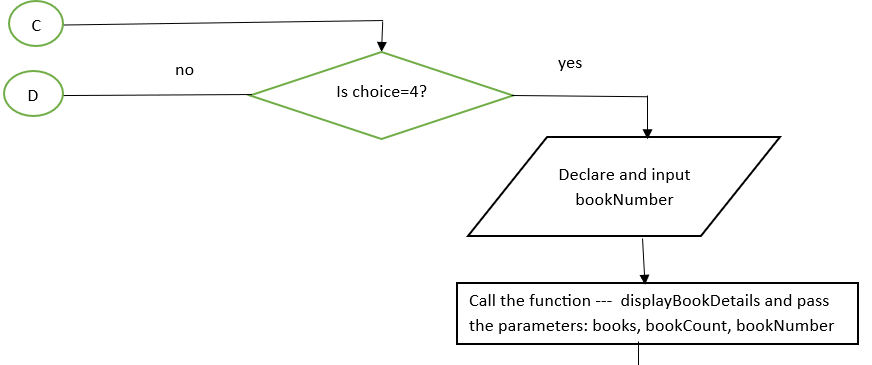 C
Is choice=4?
no
yes
D
Declare and input
bookNumber
Call the function --- displayBookDetails and pass
the parameters: books, bookCount, bookNumber